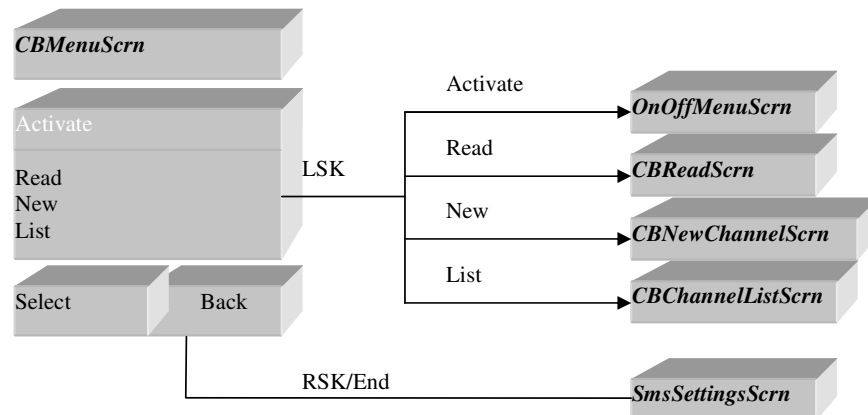 CBMenuScrn
Activate
Read
New
List
Select
Back
LSK
RSK/End
Activate
Read
New
List
OnOffMenuScrn
CBReadScrn
CBNewChannelScrn
CBChannelListScrn
SmsSettingsScrn